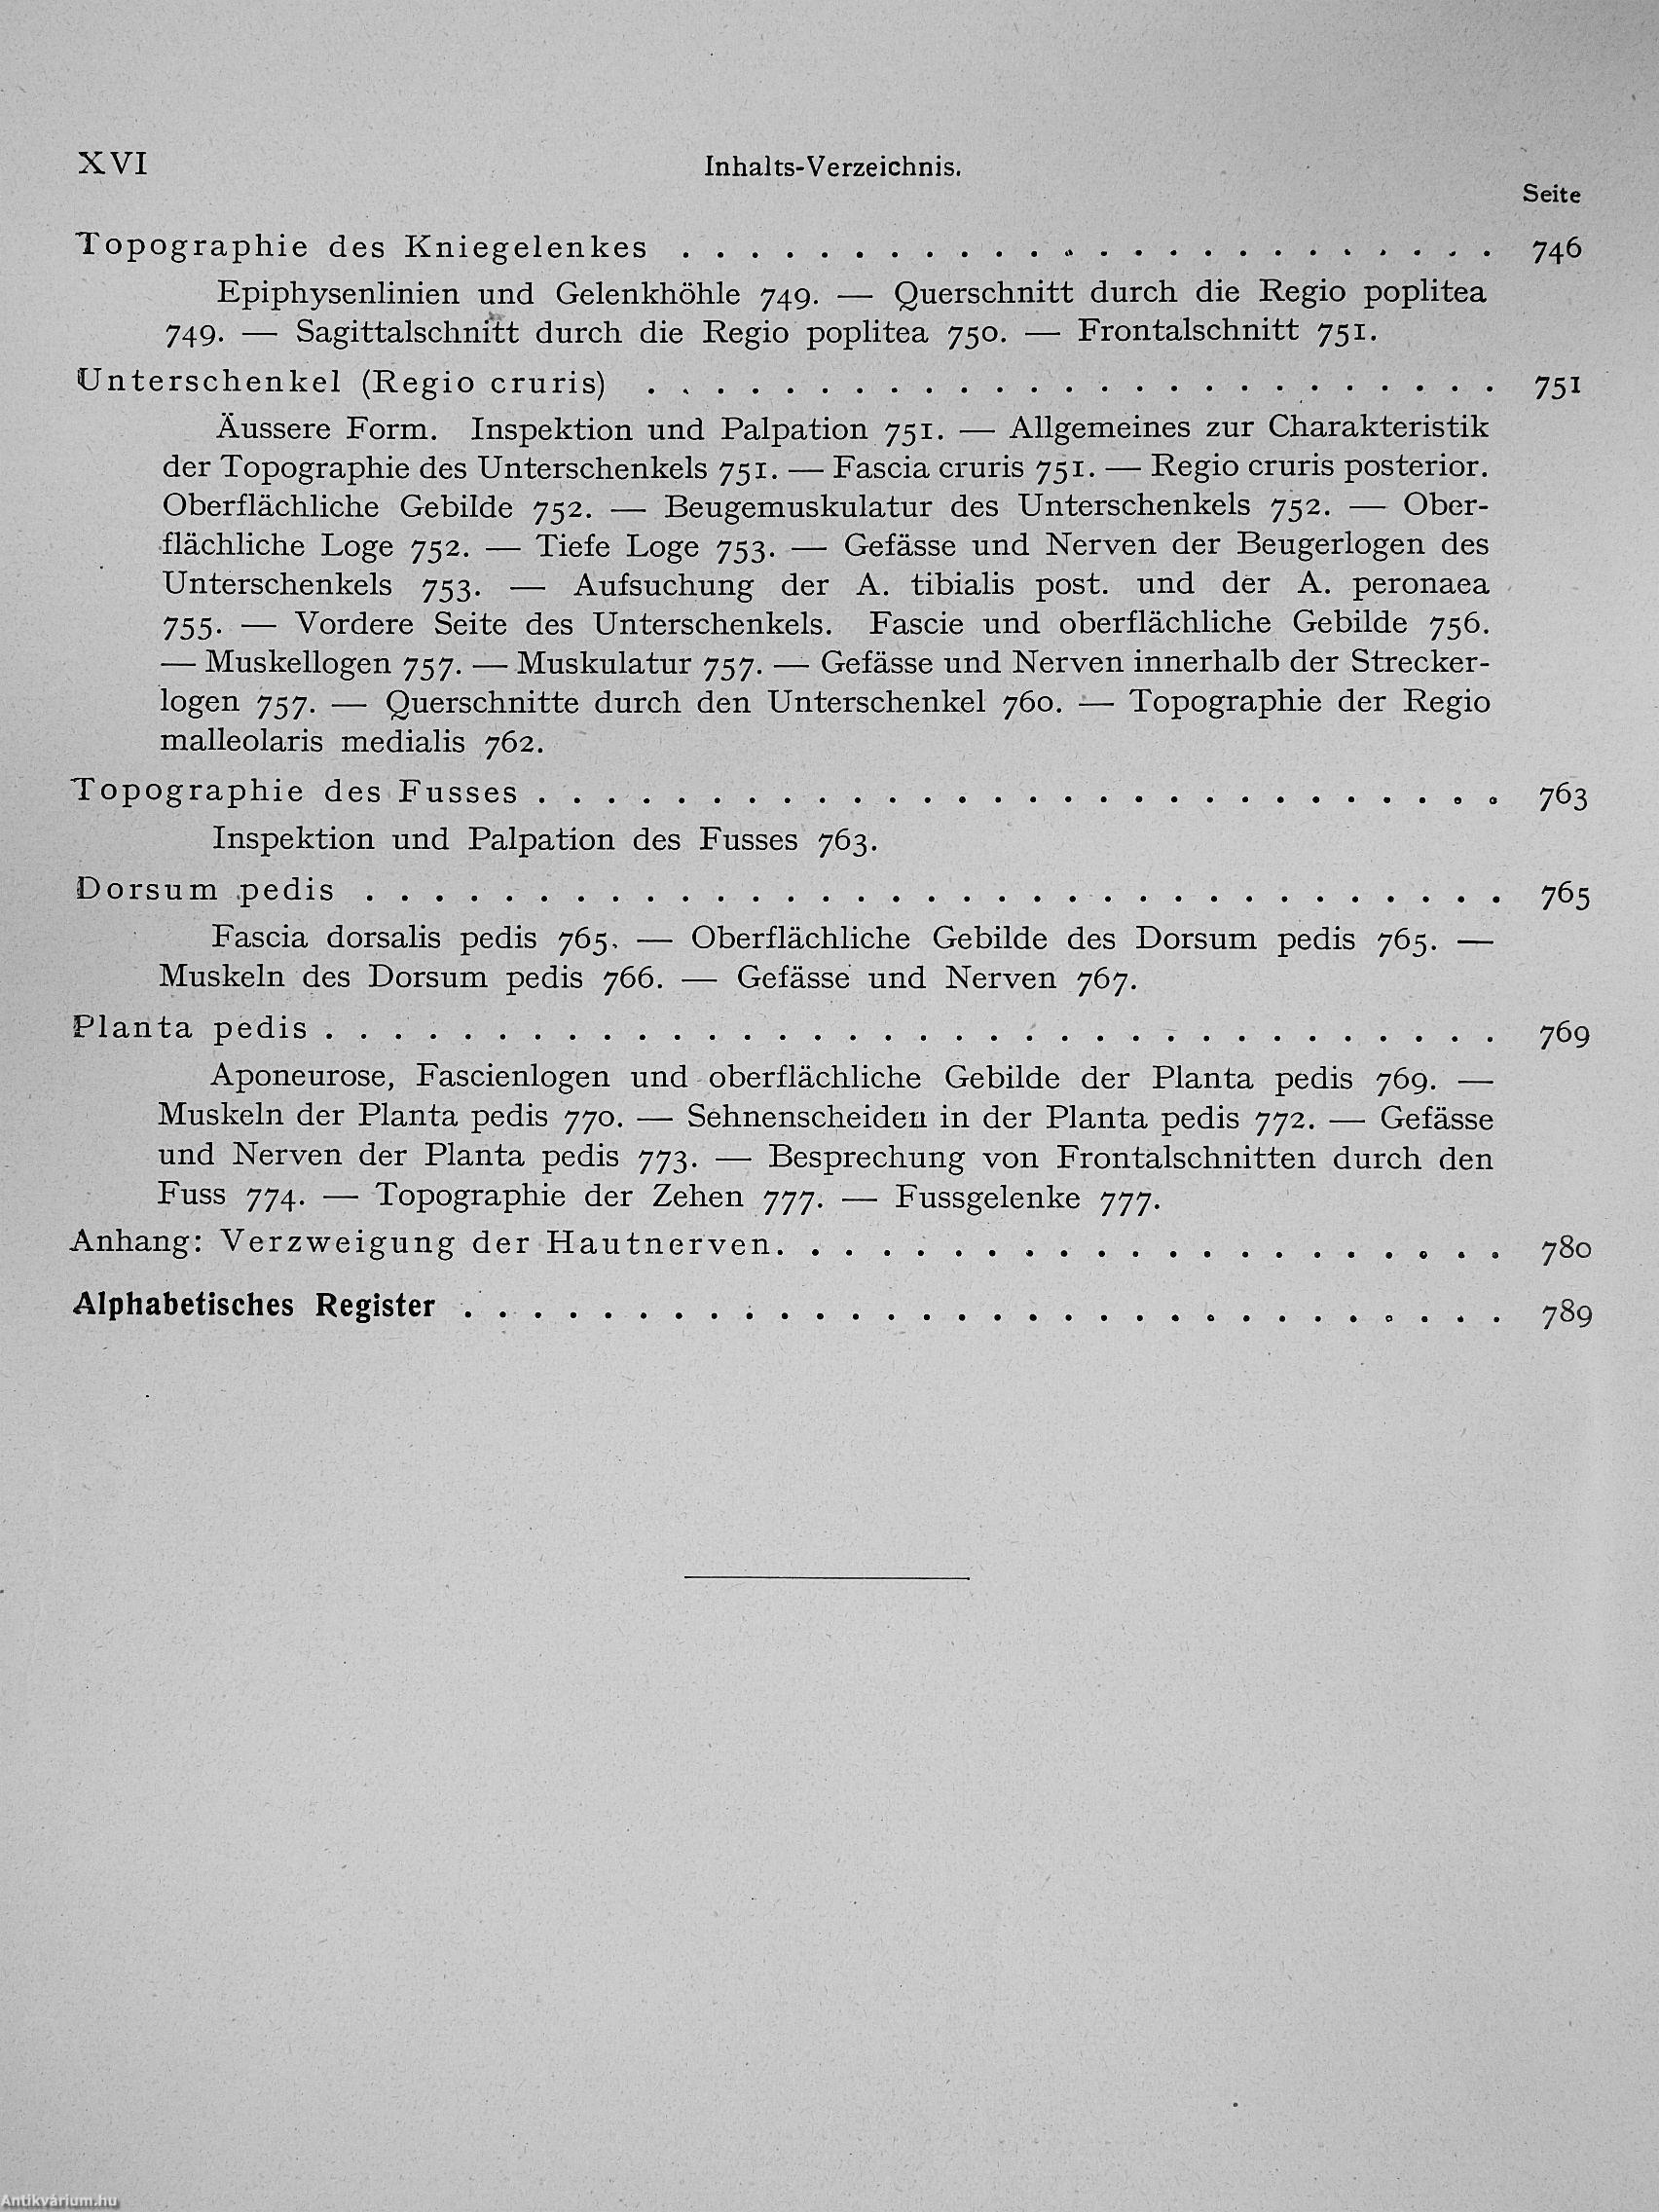 XVI
Inhalts-Verzeichnis.
Seite
Topographie des Kniegelenkes . . . . . . . . . . . . . . . . . . . . . . . . 746
Epiphysenlinien und Gelenkhöhle 749. — Querschnitt durch die Regio poplitea
749. — Sagittalschnitt durch die Regio poplitea 750. — Frontalschnitt 751.
Unterschenkel (Regio cruris) . . . . . . . . . . . . . . . . . . . . . . . . . 751
Äussere Form. Inspektion und Palpation 751. — Allgemeines zur Charakteristik
der Topographie des Unterschenkels 751. — Fascia cruris 751. — Regio cruris posterior.
Oberflächliche Gebilde 752. — Beugemuskulatur des Unterschenkels 752. — Ober-
flächliche Loge 752. — Tiefe Loge 753. — Gefässe und Nerven der Beugerlogen des
Unterschenkels 753. — Aufsuchung der A. tibialis post. und der A. peronaea
755. — Vordere Seite des Unterschenkels. Fascie und oberflächliche Gebilde 756.
— Muskellogen 757. — Muskulatur 757. — Gefässe und Nerven innerhalb der Strecker-
logen 757. — Querschnitte durch den Unterschenkel 760. — Topographie der Regio
malleolaris medialis 762.
Topographie des Fusses . . . . . . . . . . . . . . . . . . . . . . . . . . . . 763
Inspektion und Palpation des Fusses 763.
Dorsum pedis . . . . . . . . . . . . . . . . . . . . . . . . . . . . . . . . . 765
Fascia dorsalis pedis 765. — Oberflächliche Gebilde des Dorsum pedis 765. —
Muskeln des Dorsum pedis 766. — Gefässe und Nerven 767.
Planta pedis . . . . . . . . . . . . . . . . . . . . . . . . . . . . . . . . . . 769
Aponeurose, Fascienlogen und oberflächliche Gebilde der Planta pedis 769. —
Muskeln der Planta pedis 770. — Sehnenscheiden in der Planta pedis 772. — Gefässe
und Nerven der Planta pedis 773. — Besprechung von Frontalschnitten durch den
Fuss 774. — Topographie der Zehen 777. — Fussgelenke 777.
Anhang: Verzweigung der Hautnerven. . . . . . . . . . . . . . . . . . . . . 780
Alphabetisches Register . . . . . . . . . . . . . . . . . . . . . . . . . . . . . . 789
Antikvárium.hu